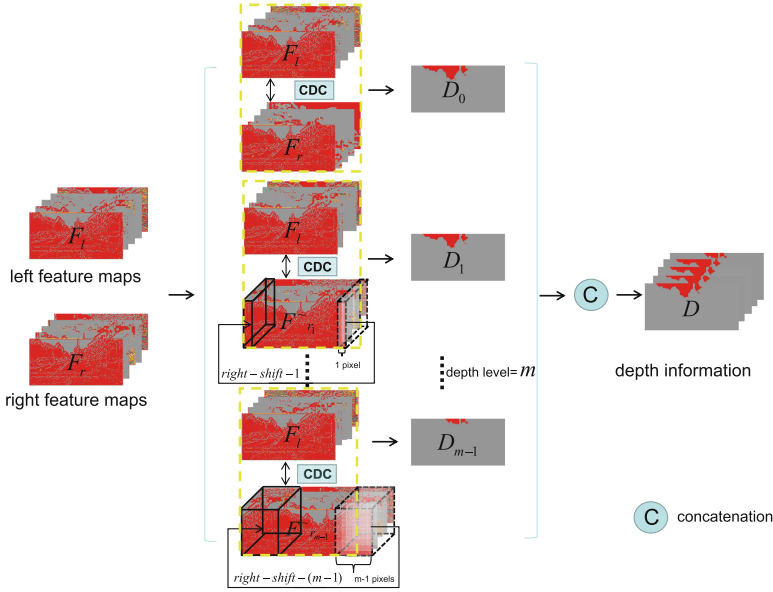 F_l
left feature maps
F_r
right feature maps
F_l
CDC
F_r
D_0
F_l
CDC
F_{r_1}
1 pixel
right-shift-1
D_1
depth level=m
F_l
CDC
F_{r_{m-1}}
right-shift-(m-1)
m-1 pixels
D_{m-1}
C
D
depth information
C concatenation